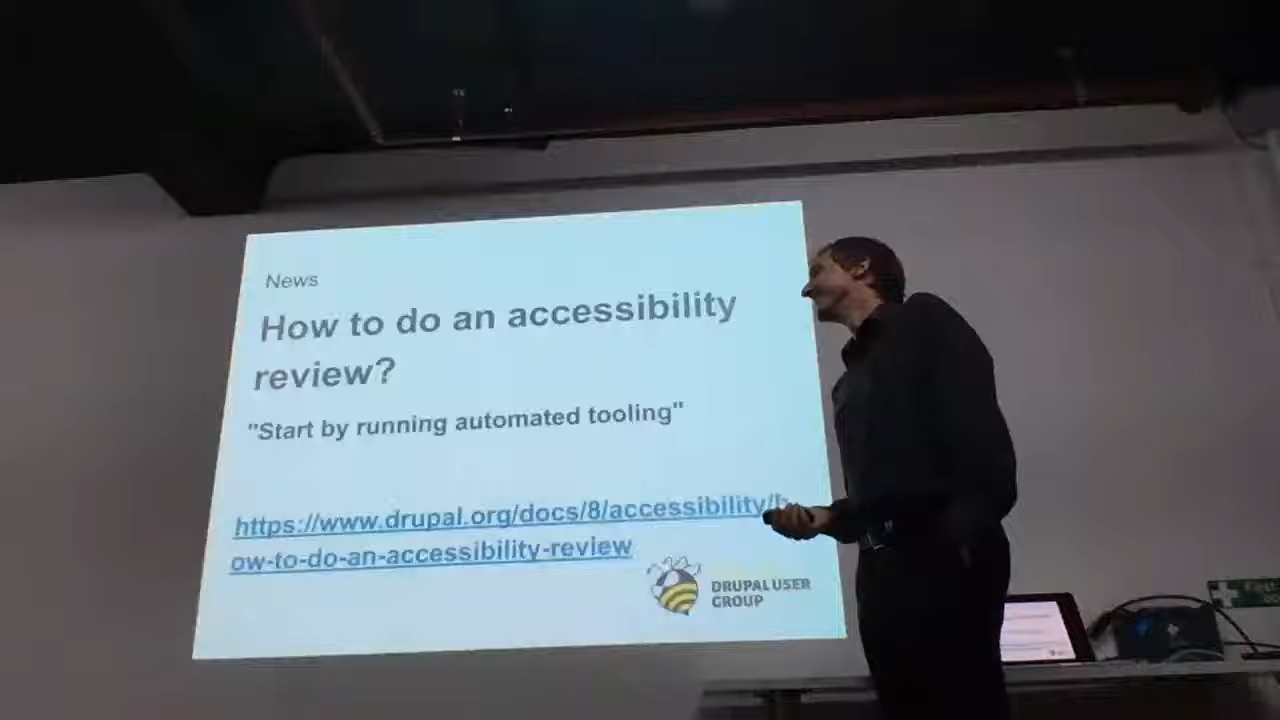 News
How to do an accessibility
review?
"Start by running automated tooling"
https://www.drupal.org/docs/8/accessibility/h
ow-to-do-an-accessibility-review
DRUPAL USER
GROUP